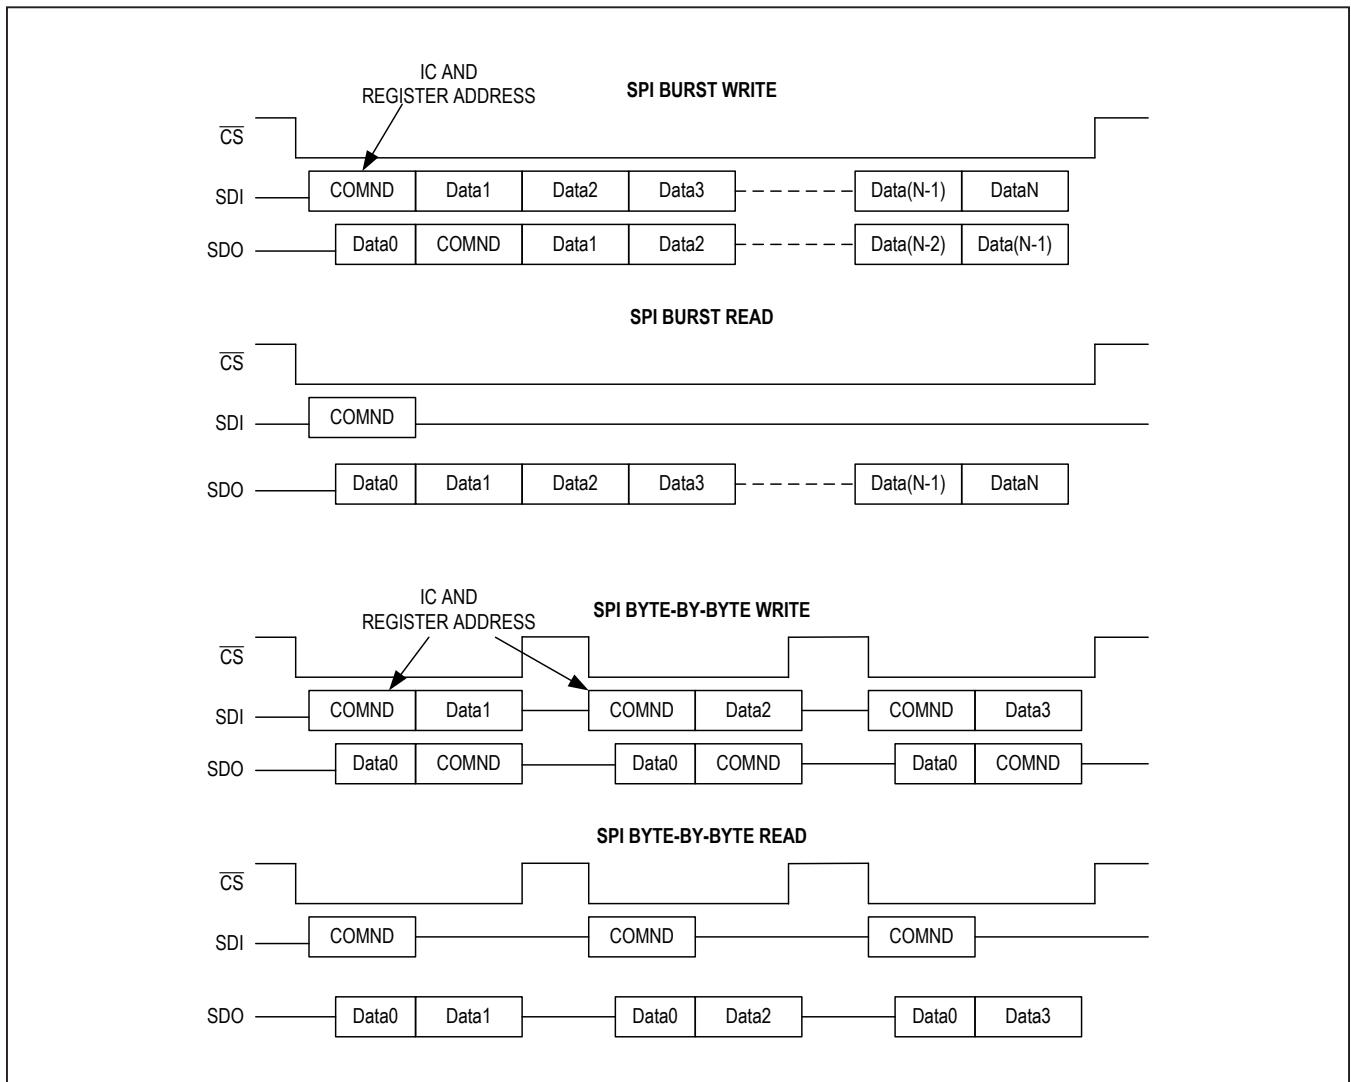 IC AND
REGISTER ADDRESS
SPI BURST WRITE
CS
SDI COMND Data1 Data2 Data3 Data(N-1) DataN
SDO Data0 COMND Data1 Data2 Data(N-2) Data(N-1)
SPI BURST READ
CS
SDI COMND
SDO Data0 Data1 Data2 Data3 Data(N-1) DataN
IC AND
REGISTER ADDRESS
SPI BYTE-BY-BYTE WRITE
CS
SDI COMND Data1 COMND Data2 COMND Data3
SDO Data0 COMND Data0 COMND Data0 COMND
SPI BYTE-BY-BYTE READ
CS
SDI COMND COMND COMND
SDO Data0 Data1 Data0 Data2 Data0 Data3